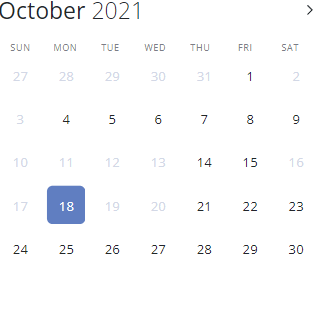 October 2021
SUN MON TUE WED THU FRI SAT
27 28 29 30 31 1 2
3 4 5 6 7 8 9
10 11 12 13 14 15 16
17 18 19 20 21 22 23
24 25 26 27 28 29 30